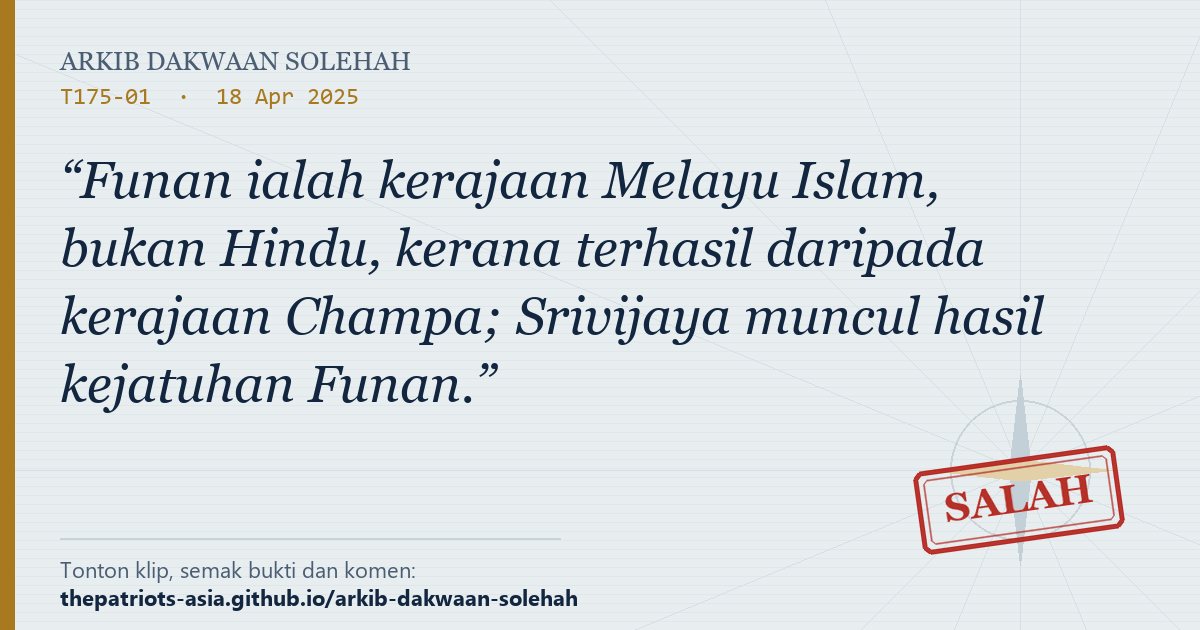 ARKIB DAKWAAN SOLEHAH
T175-01 · 18 Apr 2025
“Funan ialah kerajaan Melayu Islam,
bukan Hindu, kerana terhasil daripada
kerajaan Champa; Srivijaya muncul hasil
kejatuhan Funan.”
SALAH
Tonton klip, semak bukti dan komen:
thepatriots-asia.github.io/arkib-dakwaan-solehah